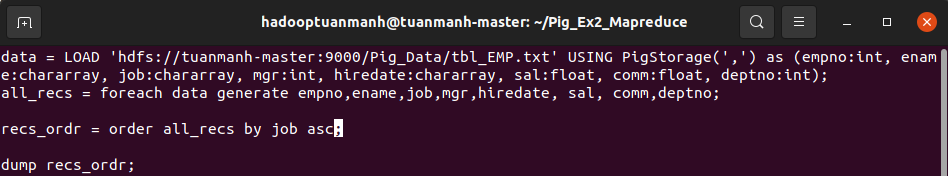 hadooptuanmanh@tuanmanh-master: ~/Pig_Ex2_Mapreduce
data = LOAD 'hdfs://tuanmanh-master:9000/Pig_Data/tbl_EMP.txt' USING PigStorage(',') as (empno:int, enam
e:chararray, job:chararray, mgr:int, hiredate:chararray, sal:float, comm:float, deptno:int);
all_recs = foreach data generate empno,ename,job,mgr,hiredate, sal, comm,deptno;
recs_ordr = order all_recs by job asc;
dump recs_ordr;